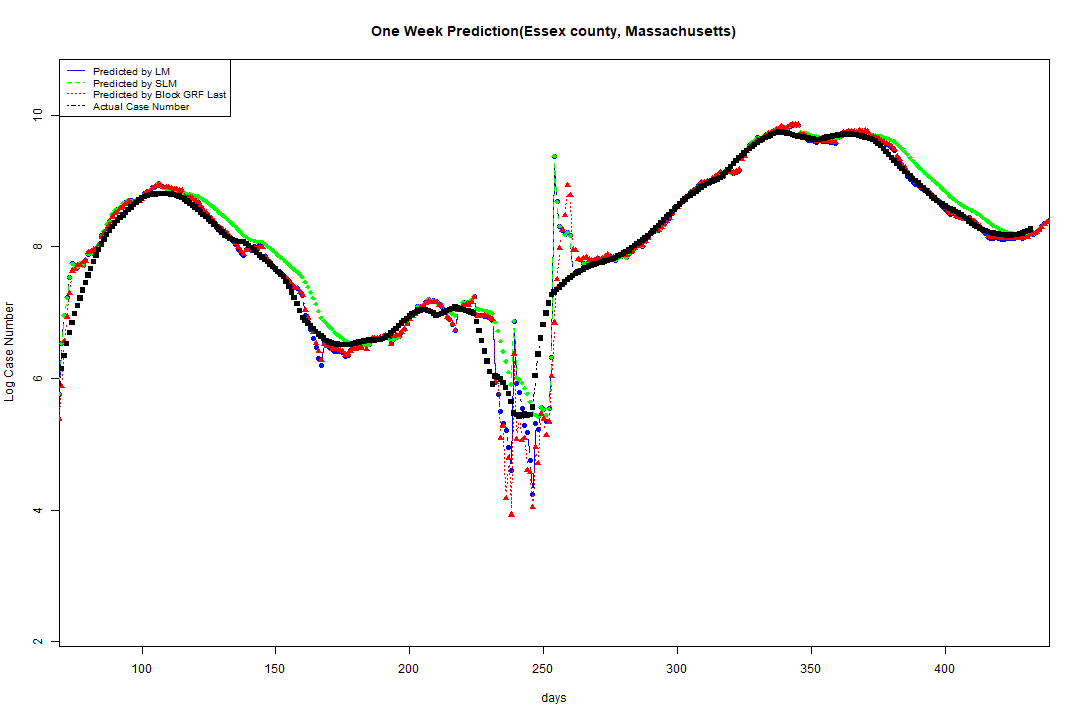 One Week Prediction(Essex county, Massachusetts)
Predicted by LM
Predicted by SLM
Predicted by Block GRF Last
Actual Case Number
10
8
6
4
2
Log Case Number
100 150 200 250 300 350 400
days